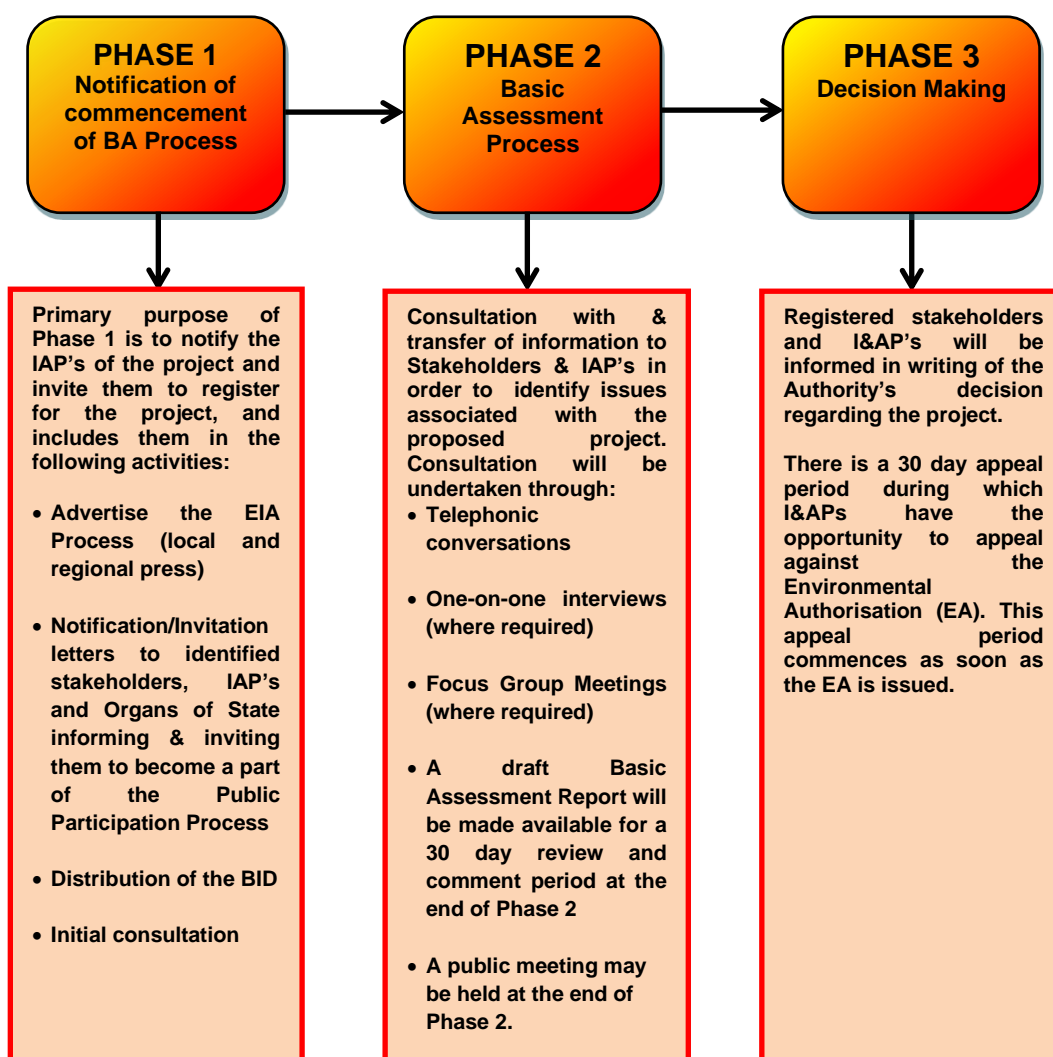 PHASE 1
Notification of
commencement
of BA Process
PHASE 2
Basic
Assessment
Process
PHASE 3
Decision Making
Primary purpose of
Phase 1 is to notify the
IAP's of the project and
invite them to register
for the project, and
includes them in the
following activities:
• Advertise the EIA
Process (local and
regional press)
• Notification/Invitation
letters to identified
stakeholders, IAP's
and Organs of State
informing & inviting
them to become a part
of the Public
Participation Process
• Distribution of the BID
• Initial consultation
Consultation with &
transfer of information to
Stakeholders & IAP's in
order to identify issues
associated with the
proposed project.
Consultation will be
undertaken through:
• Telephonic
conversations
• One-on-one interviews
(where required)
• Focus Group Meetings
(where required)
• A draft Basic
Assessment Report will
be made available for a
30 day review and
comment period at the
end of Phase 2
• A public meeting may
be held at the end of
Phase 2.
Registered stakeholders
and I&AP's will be
informed in writing of the
Authority's decision
regarding the project.
There is a 30 day appeal
period during which
I&APs have the
opportunity to appeal
against the
Environmental
Authorisation (EA). This
appeal period
commences as soon as
the EA is issued.